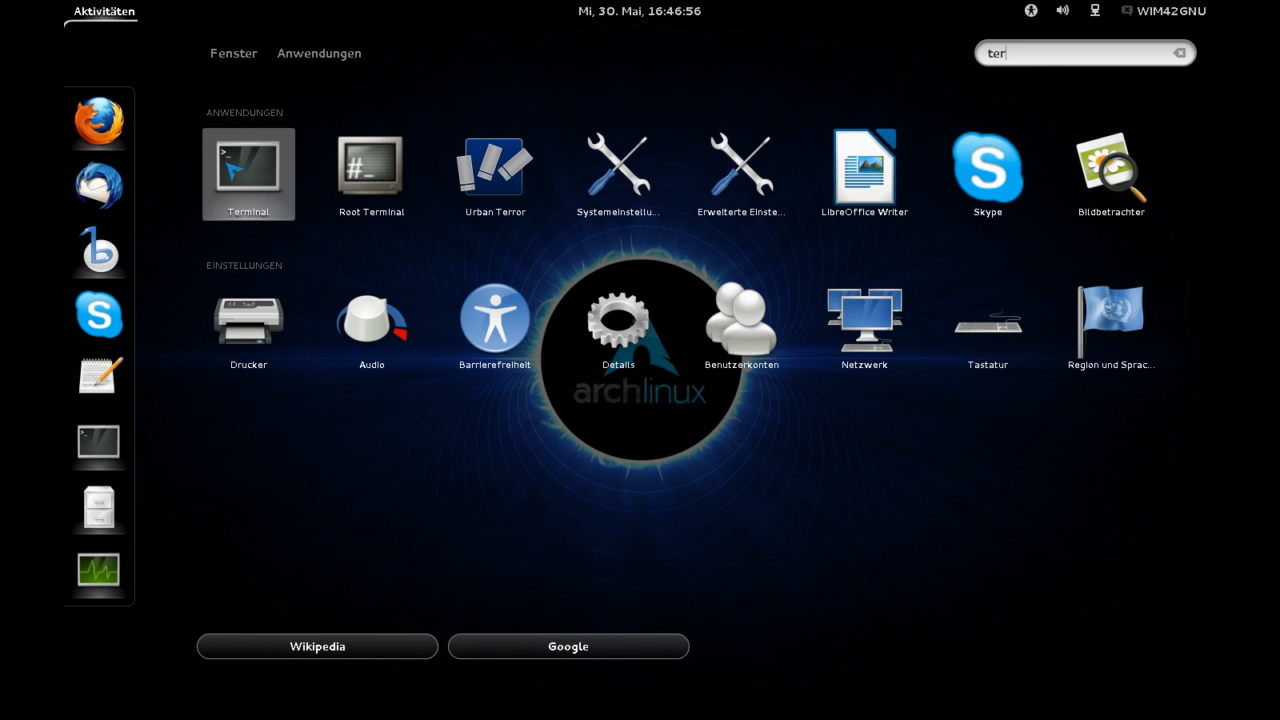 Aktivitäten
Mi, 30. Mai, 16:46:56
WIM42GNU
Fenster
Anwendungen
ter
ANWENDUNGEN
>_
#_
Terminal
Root Terminal
Urban Terror
Systemeinstellu...
Erweiterte Einste...
LibreOffice Writer
Skype
Bildbetrachter
EINSTELLUNGEN
Drucker
Audio
Barrierefreiheit
Details
Benutzerkonten
Netzwerk
Tastatur
Region und Sprac...
archlinux
Wikipedia
Google